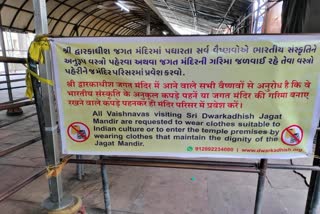 શ્રી દ્વારકાધીશ જગત મંદિરમાં પધારતા સર્વ વૈષ્ણવોએ ભારતીય સંસ્કૃતિને
અનુરૂપ વસ્ત્રો પહેરવા અથવા જગત મંદિરની ગરિમા જળવાઈ રહે તેવા વસ્ત્રો
પહેરીને જ મંદિર પરિસરમાં પ્રવેશ કરવો.
श्री द्वारकाधीश जगत मंदिर में आने वाले सभी वैष्णवों से अनुरोध है कि वे
भारतीय संस्कृति के अनुकूल कपड़े पहनें या जगत मंदिर की गरिमा बनाए
रखने वाले कपड़े पहनकर ही मंदिर परिसर में प्रवेश करें।
All Vaishnavas visiting Sri Dwarkadhish Jagat
Mandir are requested to wear clothes suitable to
Indian culture or to enter the temple premises by
wearing clothes that maintain the dignity of the
Jagat Mandir.
www.dwarkadhish.org